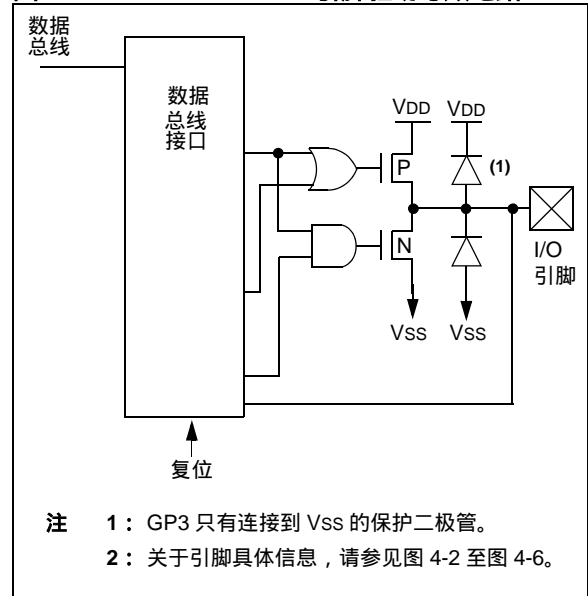 数据
总线
数据
总线
接口
VDD
VDD
P
(1)
N
I/O
引脚
VSS
VSS
复位
注 1： GP3 只有连接到 VSS 的保护二极管。
2： 关于引脚具体信息，请参见图 4-2 至图 4-6。